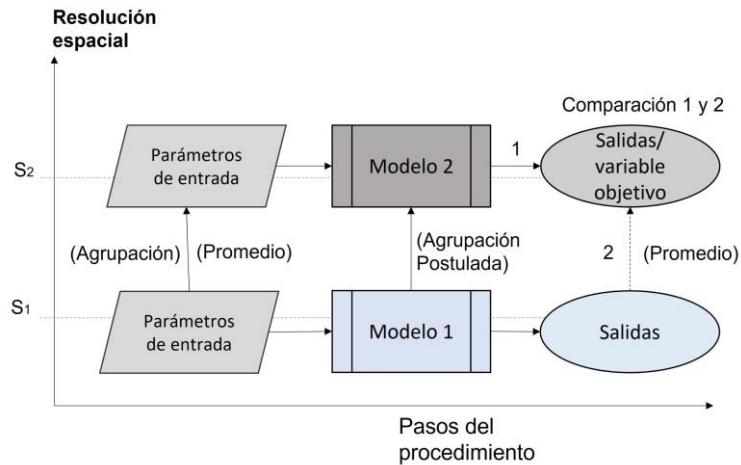 Resolución
espacial
Comparación 1 y 2
S2
Parámetros
de entrada
Modelo 2
1
Salidas/
variable
objetivo
(Agrupación)
(Promedio)
(Agrupación
Postulada)
2
(Promedio)
S1
Parámetros
de entrada
Modelo 1
Salidas
Pasos del
procedimiento